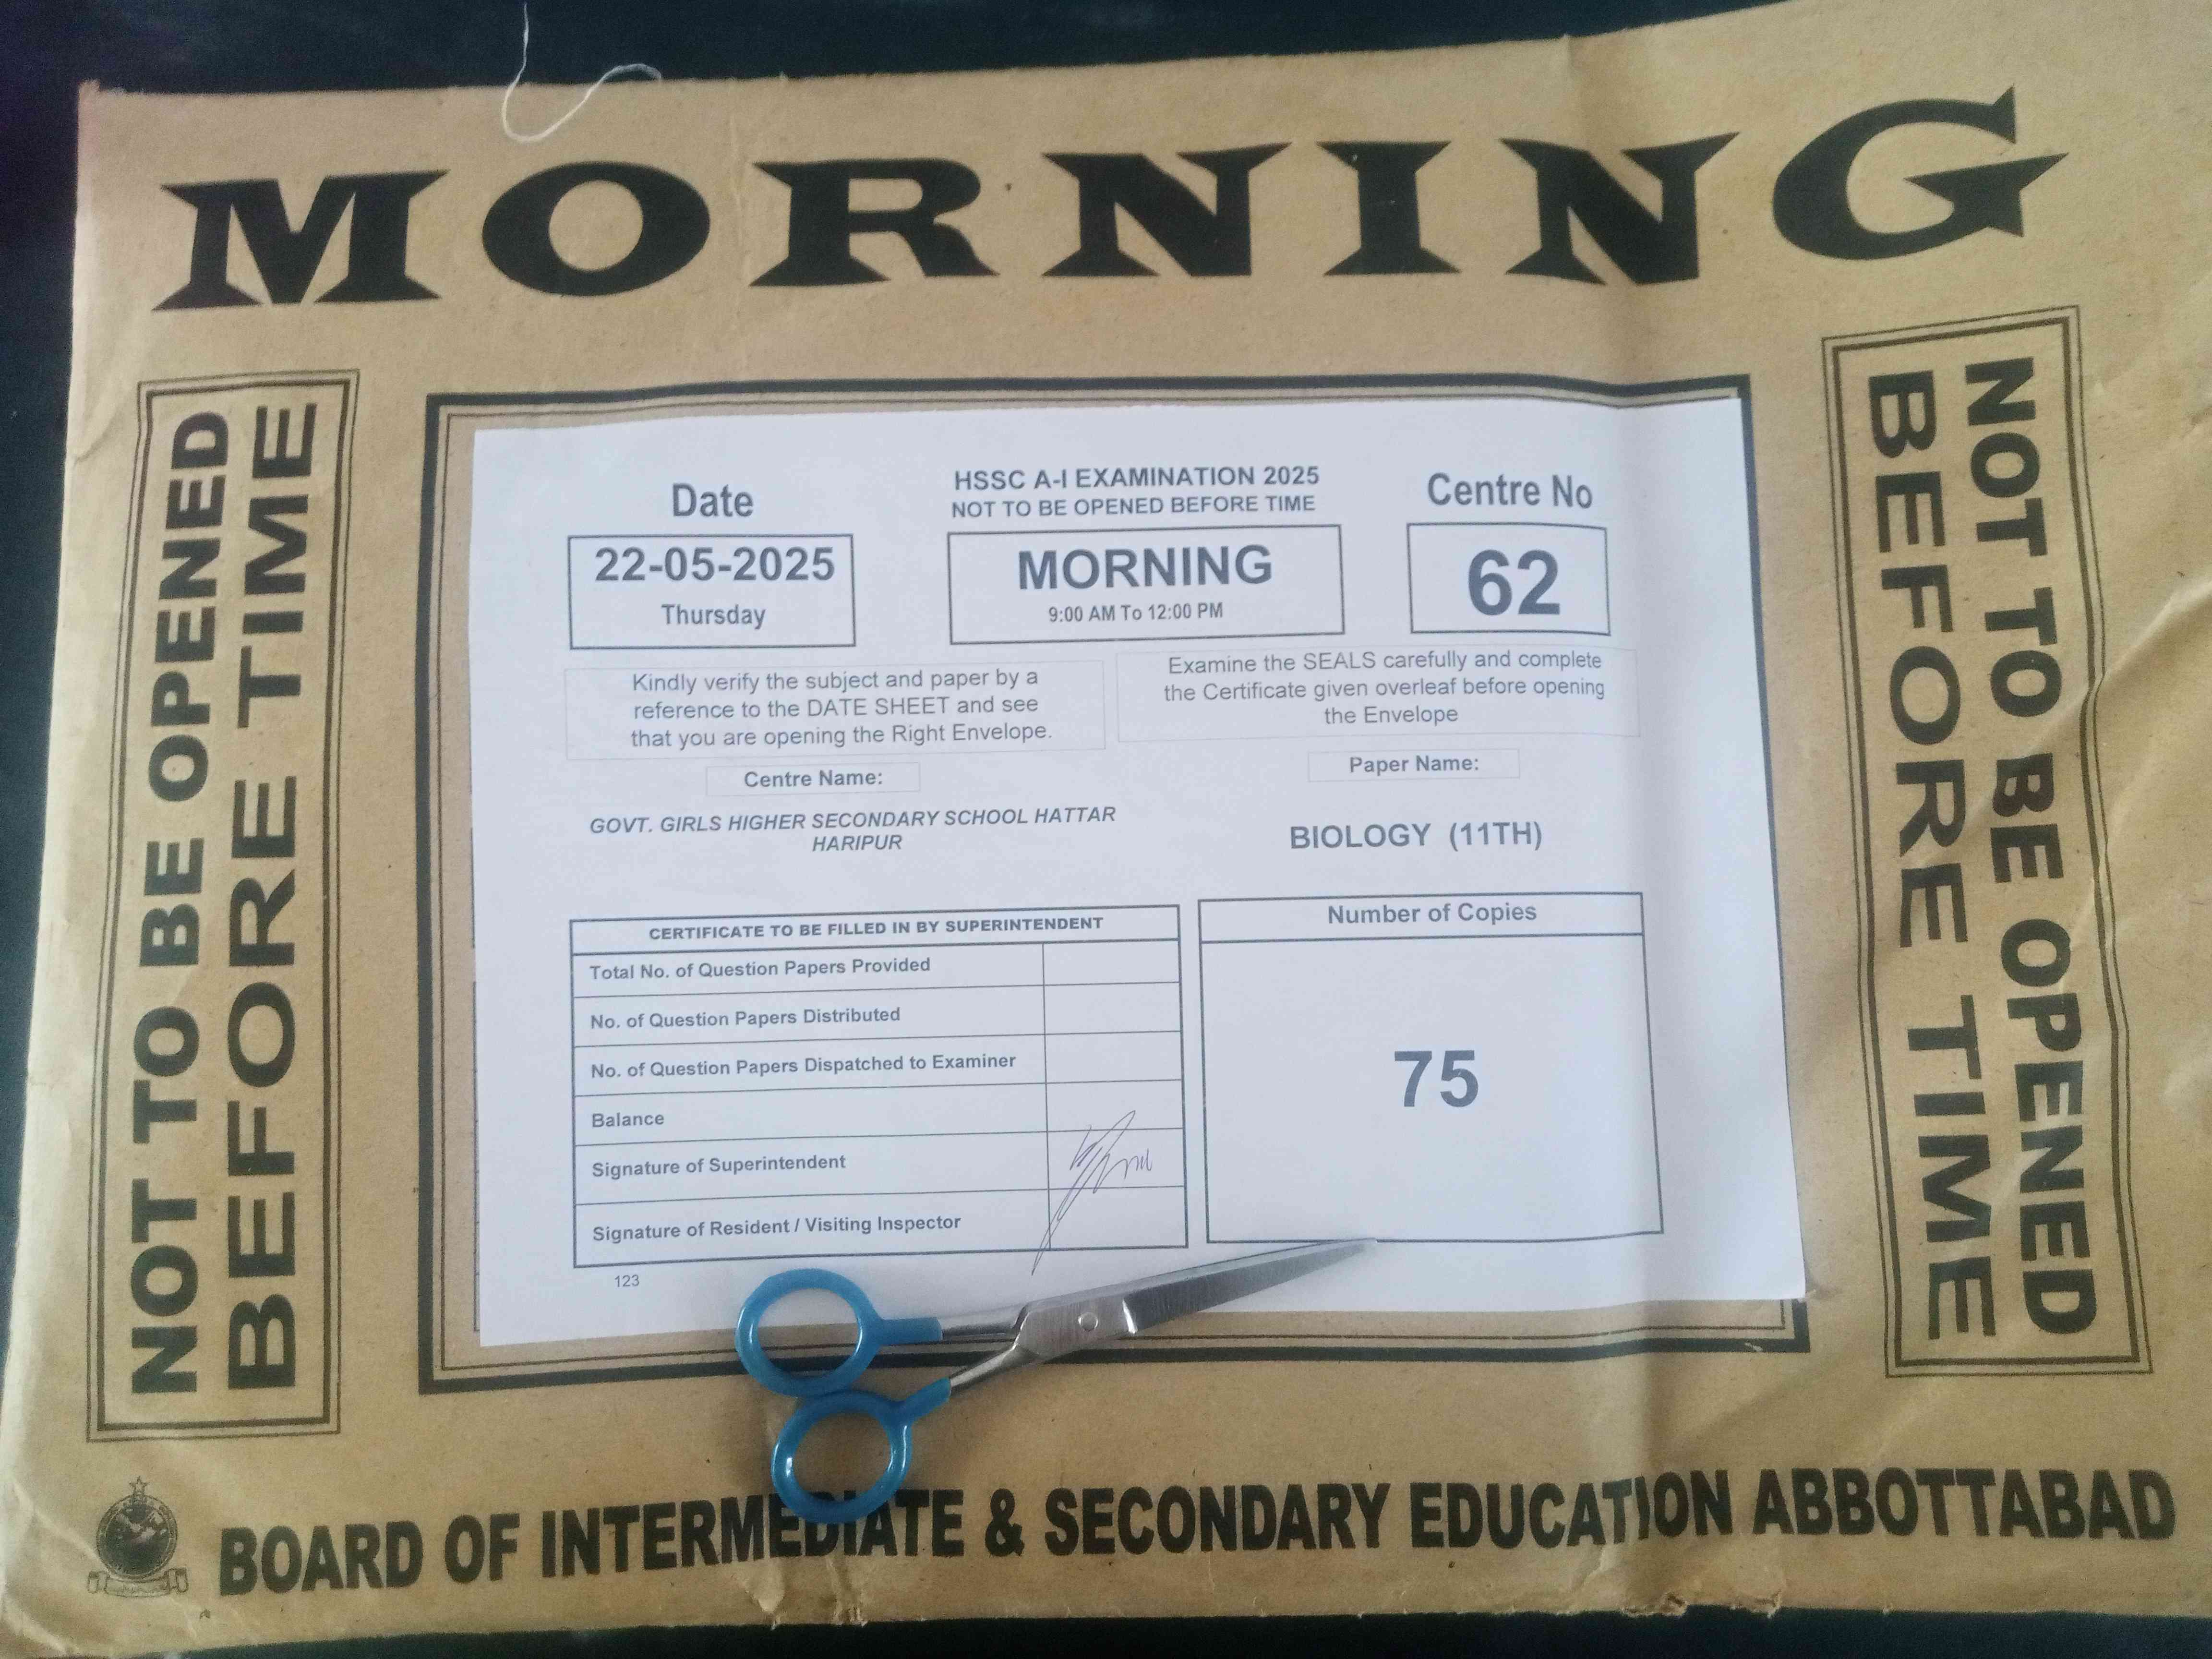 MORNING
NOT TO BE OPENED
BEFORE TIME
Date
22-05-2025
Thursday
HSSC A-I EXAMINATION 2025
NOT TO BE OPENED BEFORE TIME
MORNING
9:00 AM To 12:00 PM
Centre No
62
Kindly verify the subject and paper by a
reference to the DATE SHEET and see
that you are opening the Right Envelope.
Examine the SEALS carefully and complete
the Certificate given overleaf before opening
the Envelope
Centre Name:
GOVT. GIRLS HIGHER SECONDARY SCHOOL HATTAR
HARIPUR
Paper Name:
BIOLOGY (11TH)
CERTIFICATE TO BE FILLED IN BY SUPERINTENDENT
Total No. of Question Papers Provided
No. of Question Papers Distributed
No. of Question Papers Dispatched to Examiner
Balance
Signature of Superintendent
Signature of Resident / Visiting Inspector
123
Number of Copies
75
NOT TO BE OPENED
BEFORE TIME
BOARD OF INTERMEDIATE & SECONDARY EDUCATION ABBOTTABAD